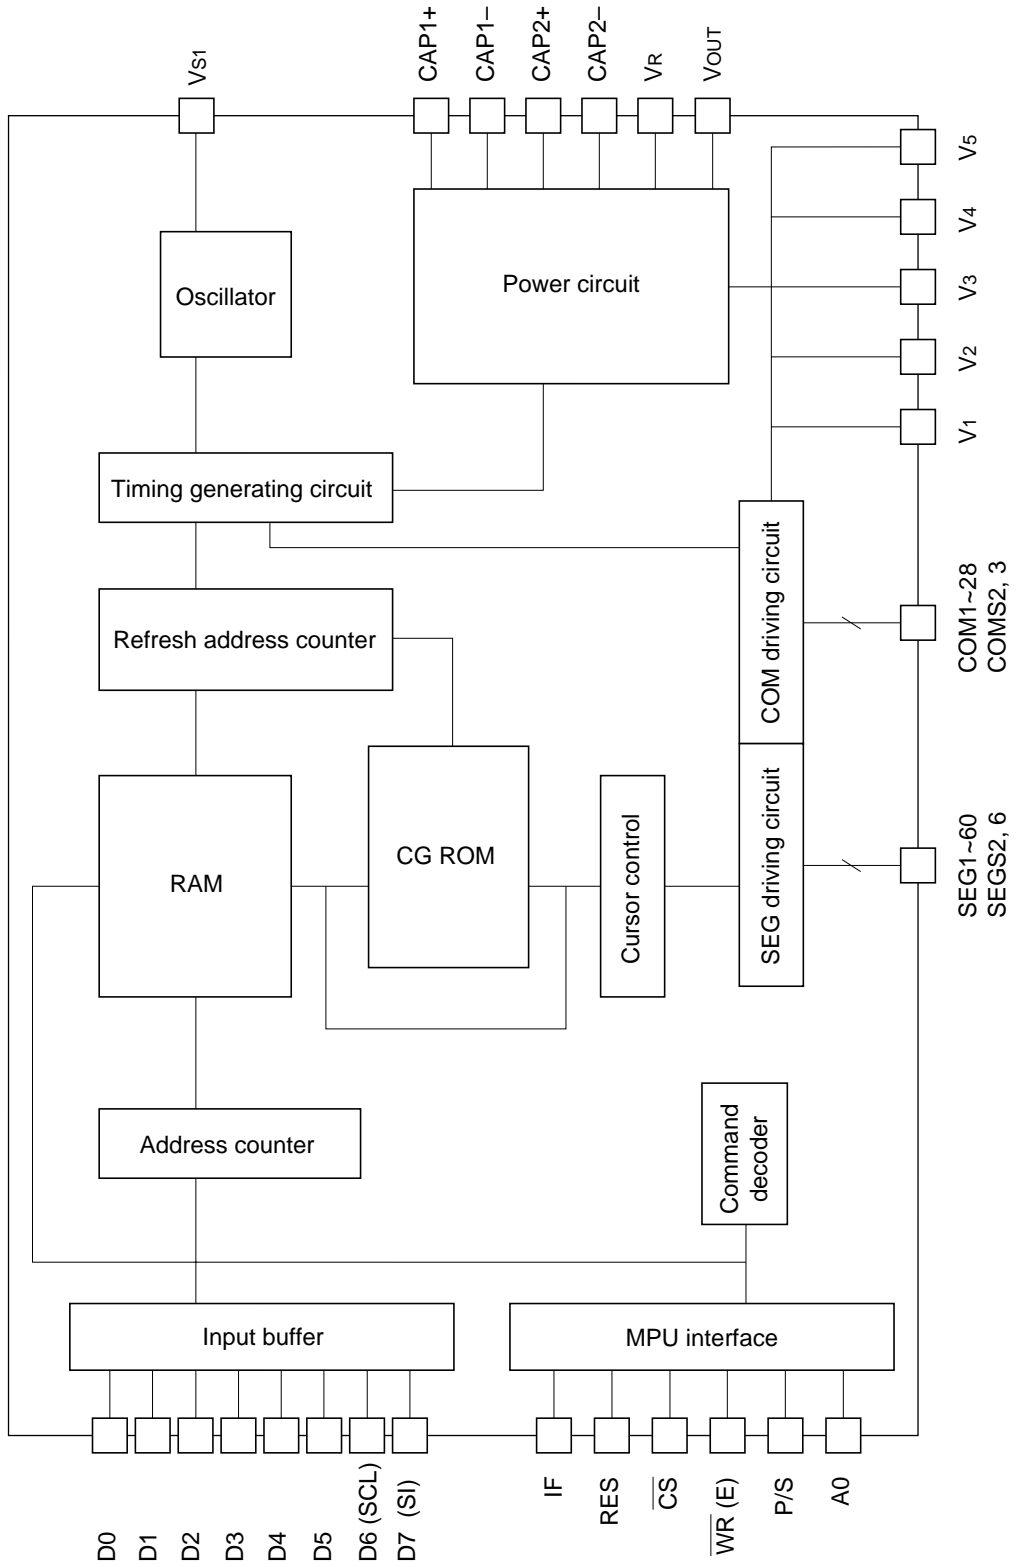 VS1
CAP1+
CAP1–
CAP2+
CAP2–
VR
VOUT
V5
V4
V3
V2
V1
Oscillator
Power circuit
Timing generating circuit
Refresh address counter
COM driving circuit
COM1~28
COMS2, 3
RAM
CG ROM
Cursor control
SEG driving circuit
SEG1~60
SEGS2, 6
Address counter
Command
decoder
Input buffer
MPU interface
D0
D1
D2
D3
D4
D5
D6 (SCL)
D7 (SI)
IF
RES
C̅S̅
W̅R̅ (E)
P/S
A0